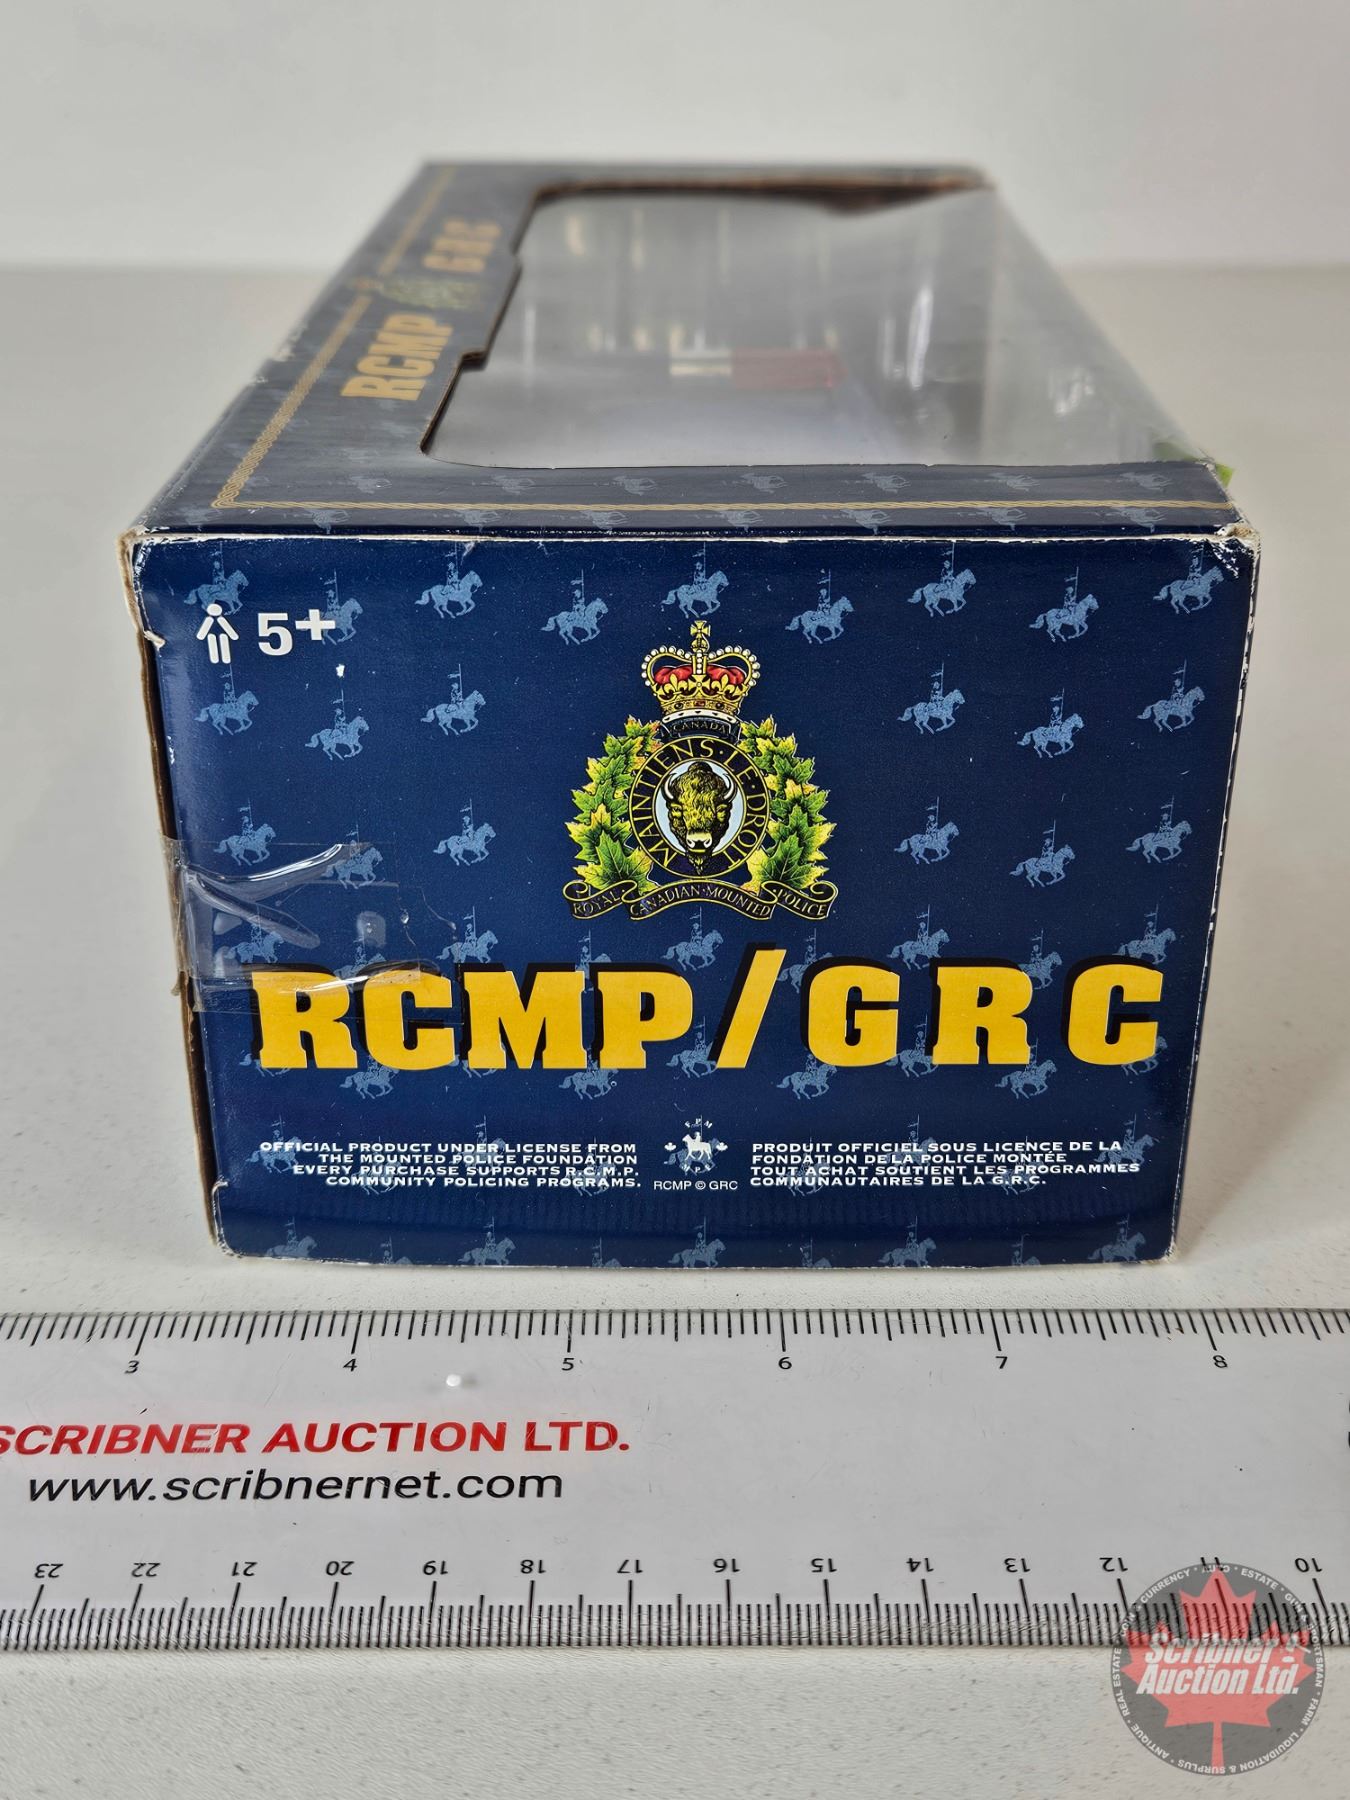 RCMP GRC
5+
CANADA
MAINTIENS LE DROIT
ROYAL CANADIAN MOUNTED POLICE
RCMP/GRC
OFFICIAL PRODUCT UNDER LICENSE FROM
THE MOUNTED POLICE FOUNDATION
EVERY PURCHASE SUPPORTS R.C.M.P.
COMMUNITY POLICING PROGRAMS.
RCMP © GRC
PRODUIT OFFICIEL SOUS LICENCE DE LA
FONDATION DE LA POLICE MONTÉE
TOUT ACHAT SOUTIENT LES PROGRAMMES
COMMUNAUTAIRES DE LA G.R.C.
3 4 5 6 7 8
SCRIBNER AUCTION LTD.
www.scribnernet.com
23 22 21 20 19 18 17 16 15 14 13 12 11 10
Scribner
Auction Ltd.